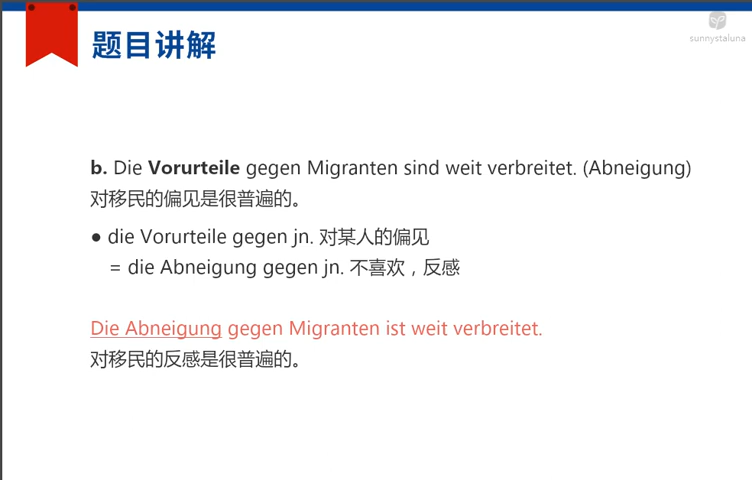 sunnystaluna
题目讲解
b. Die Vorurteile gegen Migranten sind weit verbreitet. (Abneigung)
对移民的偏见是很普遍的。
● die Vorurteile gegen jn. 对某人的偏见
= die Abneigung gegen jn. 不喜欢，反感
Die Abneigung gegen Migranten ist weit verbreitet.
对移民的反感是很普遍的。